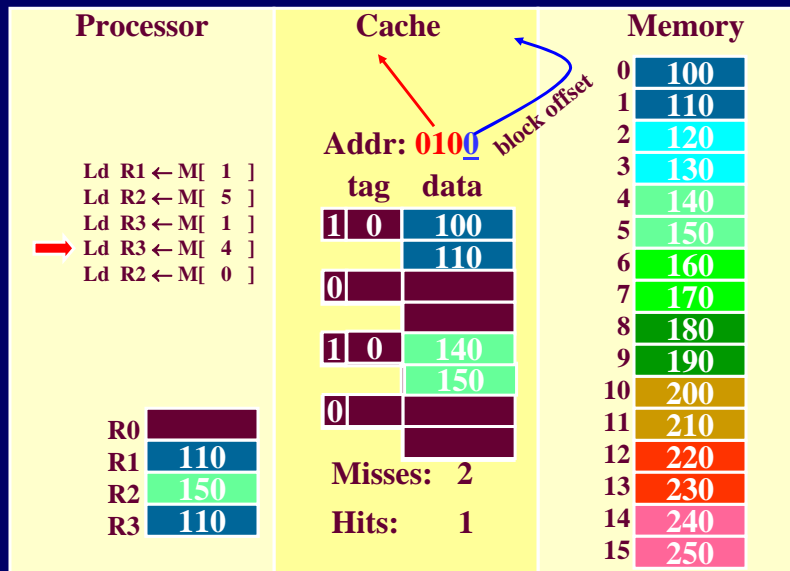 Processor
Ld R1 ← M[ 1 ]
Ld R2 ← M[ 5 ]
Ld R3 ← M[ 1 ]
Ld R3 ← M[ 4 ]
Ld R2 ← M[ 0 ]
R0
R1 110
R2 150
R3 110
Cache
Addr: 0100
block offset
tag data
1 0 100
110
0
1 0 140
150
0
Misses: 2
Hits: 1
Memory
0 100
1 110
2 120
3 130
4 140
5 150
6 160
7 170
8 180
9 190
10 200
11 210
12 220
13 230
14 240
15 250